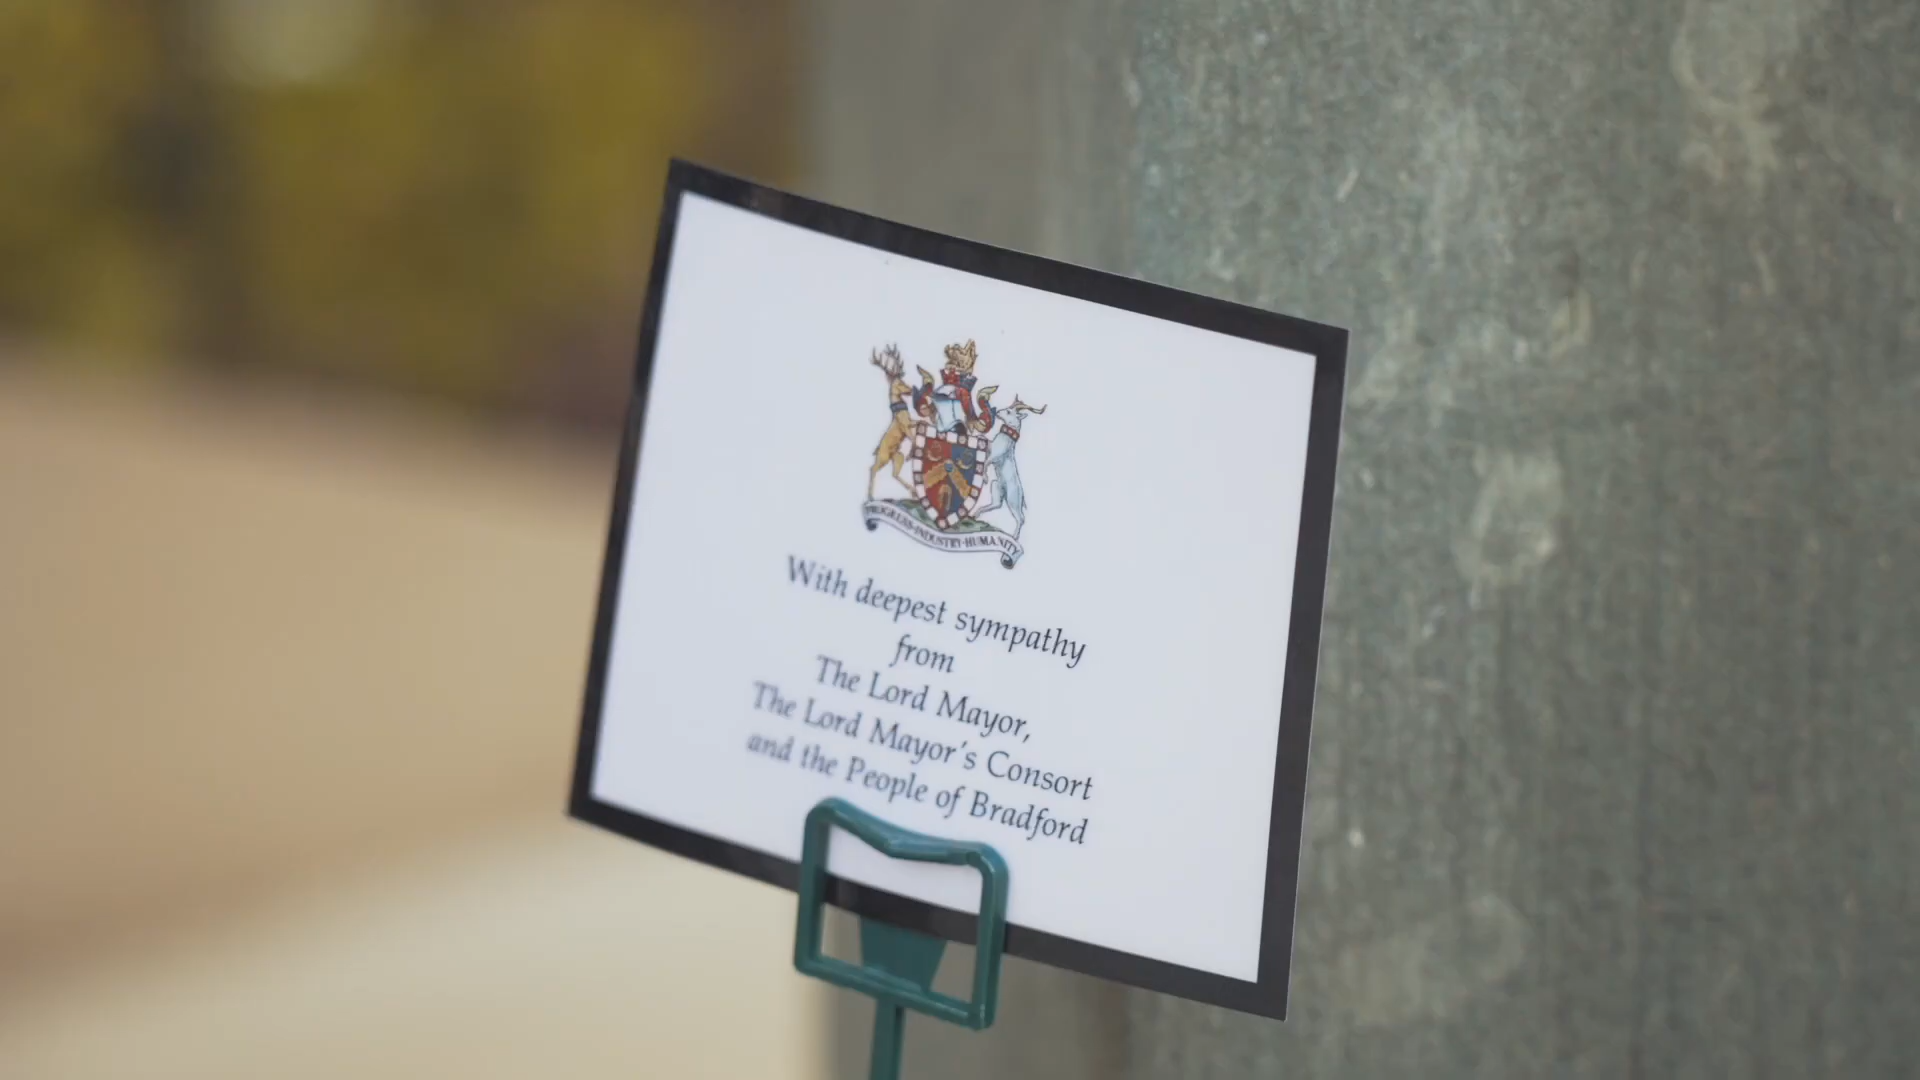 PROGRESS·INDUSTRY·HUMANITY
With deepest sympathy
from
The Lord Mayor,
The Lord Mayor's Consort
and the People of Bradford